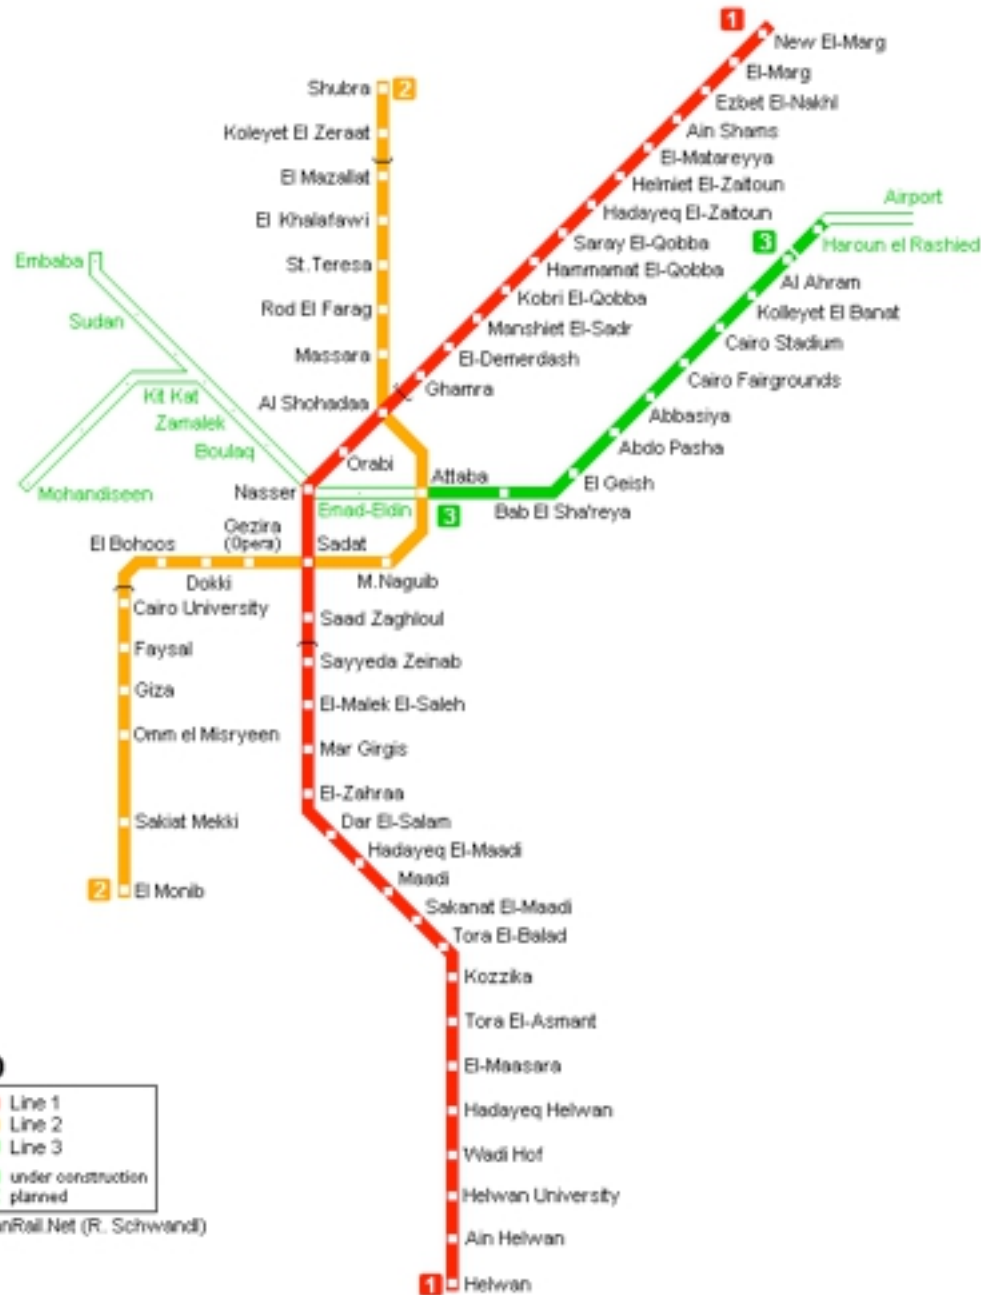 1
New El-Marg
El-Marg
Ezbet El-Nakhl
Ain Shams
El-Matareyya
Helmiet El-Zaitoun
Hadayeq El-Zaitoun
Saray El-Qobba
Hammamat El-Qobba
Kobri El-Qobba
Manshiet El-Sadr
El-Demerdash
Ghamra
Shubra
2
Koleyet El Zeraat
El Mazallat
El Khalafawi
St.Teresa
Rod El Farag
Massara
Al Shohadaa
Airport
3
Haroun el Rashied
Al Ahram
Kolleyet El Banat
Cairo Stadium
Cairo Fairgrounds
Abbasiya
Abdo Pasha
El Geish
Bab El Sha'reya
Attaba
3
Embaba
Sudan
Kit Kat
Zamalek
Boulaq
Mohandiseen
Orabi
Nasser
Emad-Eldin
Gezira
(Opera)
El Bohoos
Sadat
Dokki
M.Naguib
Cairo University
Faysal
Giza
Omm el Misryeen
Sakiat Mekki
2
El Monib
Saad Zaghloul
Sayyeda Zeinab
El-Malek El-Saleh
Mar Girgis
El-Zahraa
Dar El-Salam
Hadayeq El-Maadi
Maadi
Sakanat El-Maadi
Tora El-Balad
Kozzika
Tora El-Asmant
El-Maasara
Hadayeq Helwan
Wadi Hof
Helwan University
Ain Helwan
1
Helwan
Line 1
Line 2
Line 3
under construction
planned
nRail.Net (R. Schwandl)